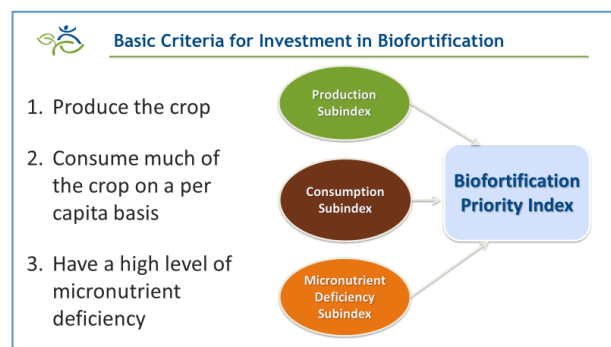 Basic Criteria for Investment in Biofortification
1. Produce the crop
2. Consume much of
the crop on a per
capita basis
3. Have a high level of
micronutrient
deficiency
Production
Subindex
Consumption
Subindex
Micronutrient
Deficiency
Subindex
Biofortification
Priority Index